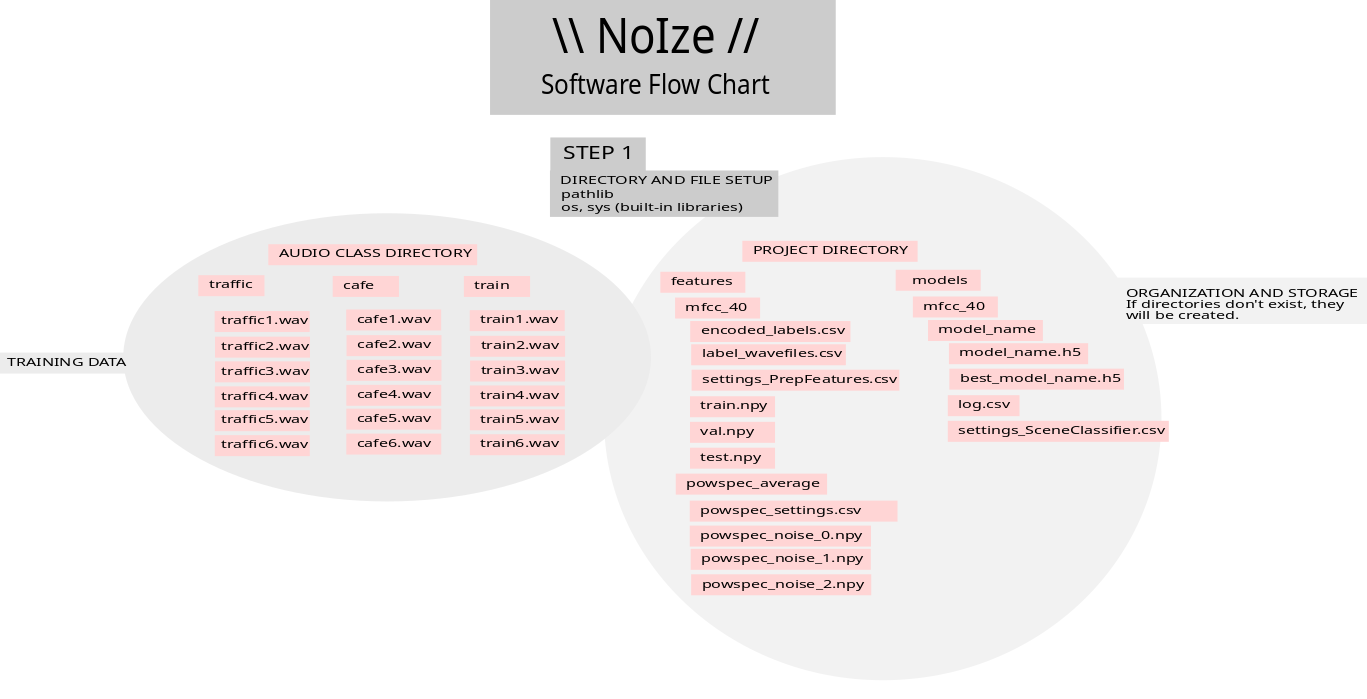 \\ NoIze //
Software Flow Chart
STEP 1
DIRECTORY AND FILE SETUP
pathlib
os, sys (built-in libraries)
TRAINING DATA
AUDIO CLASS DIRECTORY
traffic
traffic1.wav
traffic2.wav
traffic3.wav
traffic4.wav
traffic5.wav
traffic6.wav
cafe
cafe1.wav
cafe2.wav
cafe3.wav
cafe4.wav
cafe5.wav
cafe6.wav
train
train1.wav
train2.wav
train3.wav
train4.wav
train5.wav
train6.wav
PROJECT DIRECTORY
features
mfcc_40
encoded_labels.csv
label_wavefiles.csv
settings_PrepFeatures.csv
train.npy
val.npy
test.npy
powspec_average
powspec_settings.csv
powspec_noise_0.npy
powspec_noise_1.npy
powspec_noise_2.npy
models
mfcc_40
model_name
model_name.h5
best_model_name.h5
log.csv
settings_SceneClassifier.csv
ORGANIZATION AND STORAGE
If directories don't exist, they
will be created.